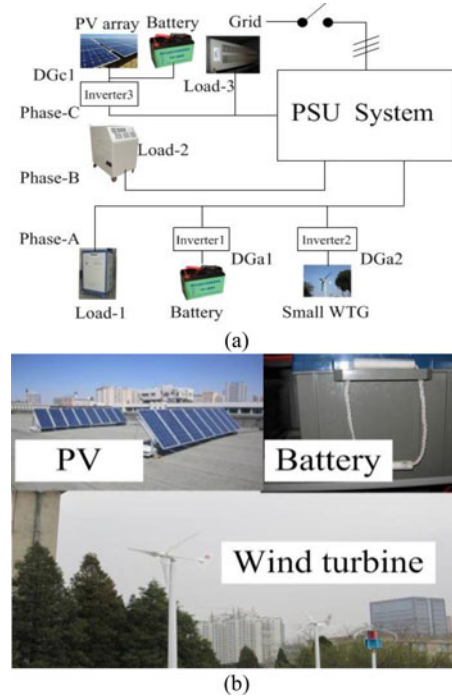 PV array
Battery
Grid
DGc1
Inverter3
Load-3
Phase-C
PSU System
Load-2
Phase-B
Phase-A
Inverter1
DGa1
Inverter2
DGa2
Load-1
Battery
Small WTG
(a)
PV
Battery
Wind turbine
(b)